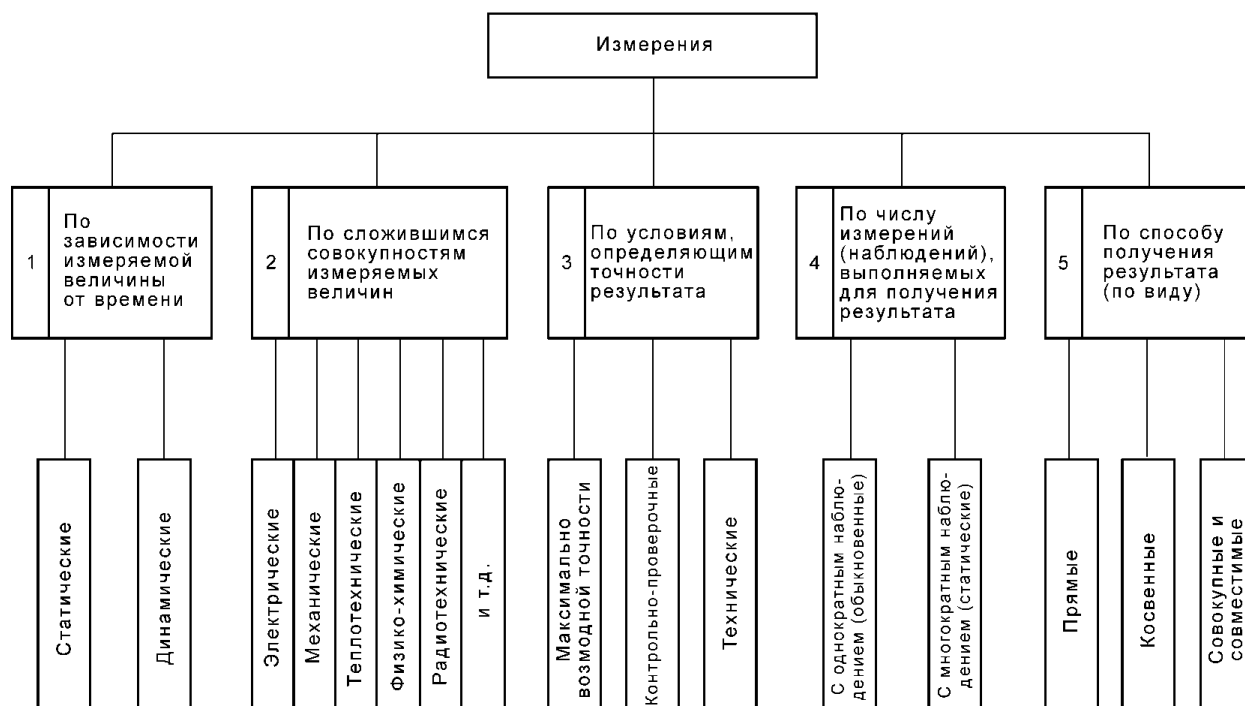 Измерения
1
По
зависимости
измеряемой
величины
от времени
2
По сложившимся
совокупностям
измеряемых
величин
3
По условиям,
определяющим
точности
результата
4
По числу
измерений
(наблюдений),
выполняемых
для получения
результата
5
По способу
получения
результата
(по виду)
Статические
Динамические
Электрические
Механические
Теплотехнические
Физико-химические
Радиотехнические
и т.д.
Максимально
возмодной точности
Контрольно-проверочные
Технические
С однократным наблю-
дением (обыкновенные)
С многократным наблю-
дением (статические)
Прямые
Косвенные
Совокупные и
совместимые